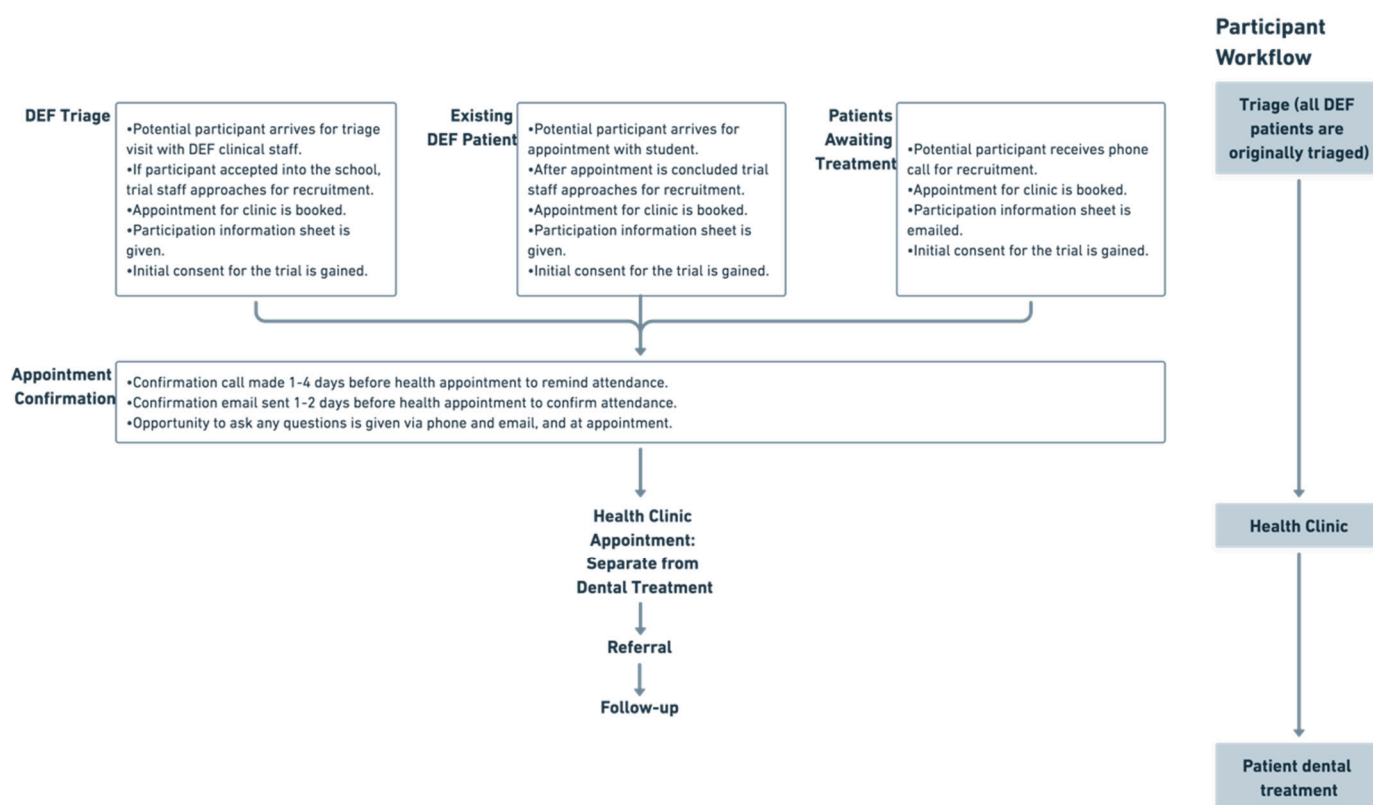 Participant
Workflow
DEF Triage
•Potential participant arrives for triage
visit with DEF clinical staff.
•If participant accepted into the school,
trial staff approaches for recruitment.
•Appointment for clinic is booked.
•Participation information sheet is
given.
•Initial consent for the trial is gained.
Existing
DEF Patient
•Potential participant arrives for
appointment with student.
•After appointment is concluded trial
staff approaches for recruitment.
•Appointment for clinic is booked.
•Participation information sheet is
given.
•Initial consent for the trial is gained.
Patients
Awaiting
Treatment
•Potential participant receives phone
call for recruitment.
•Appointment for clinic is booked.
•Participation information sheet is
emailed.
•Initial consent for the trial is gained.
Triage (all DEF
patients are
originally triaged)
Appointment
Confirmation
•Confirmation call made 1-4 days before health appointment to remind attendance.
•Confirmation email sent 1-2 days before health appointment to confirm attendance.
•Opportunity to ask any questions is given via phone and email, and at appointment.
Health Clinic
Appointment:
Separate from
Dental Treatment
Health Clinic
Referral
Follow-up
Patient dental
treatment